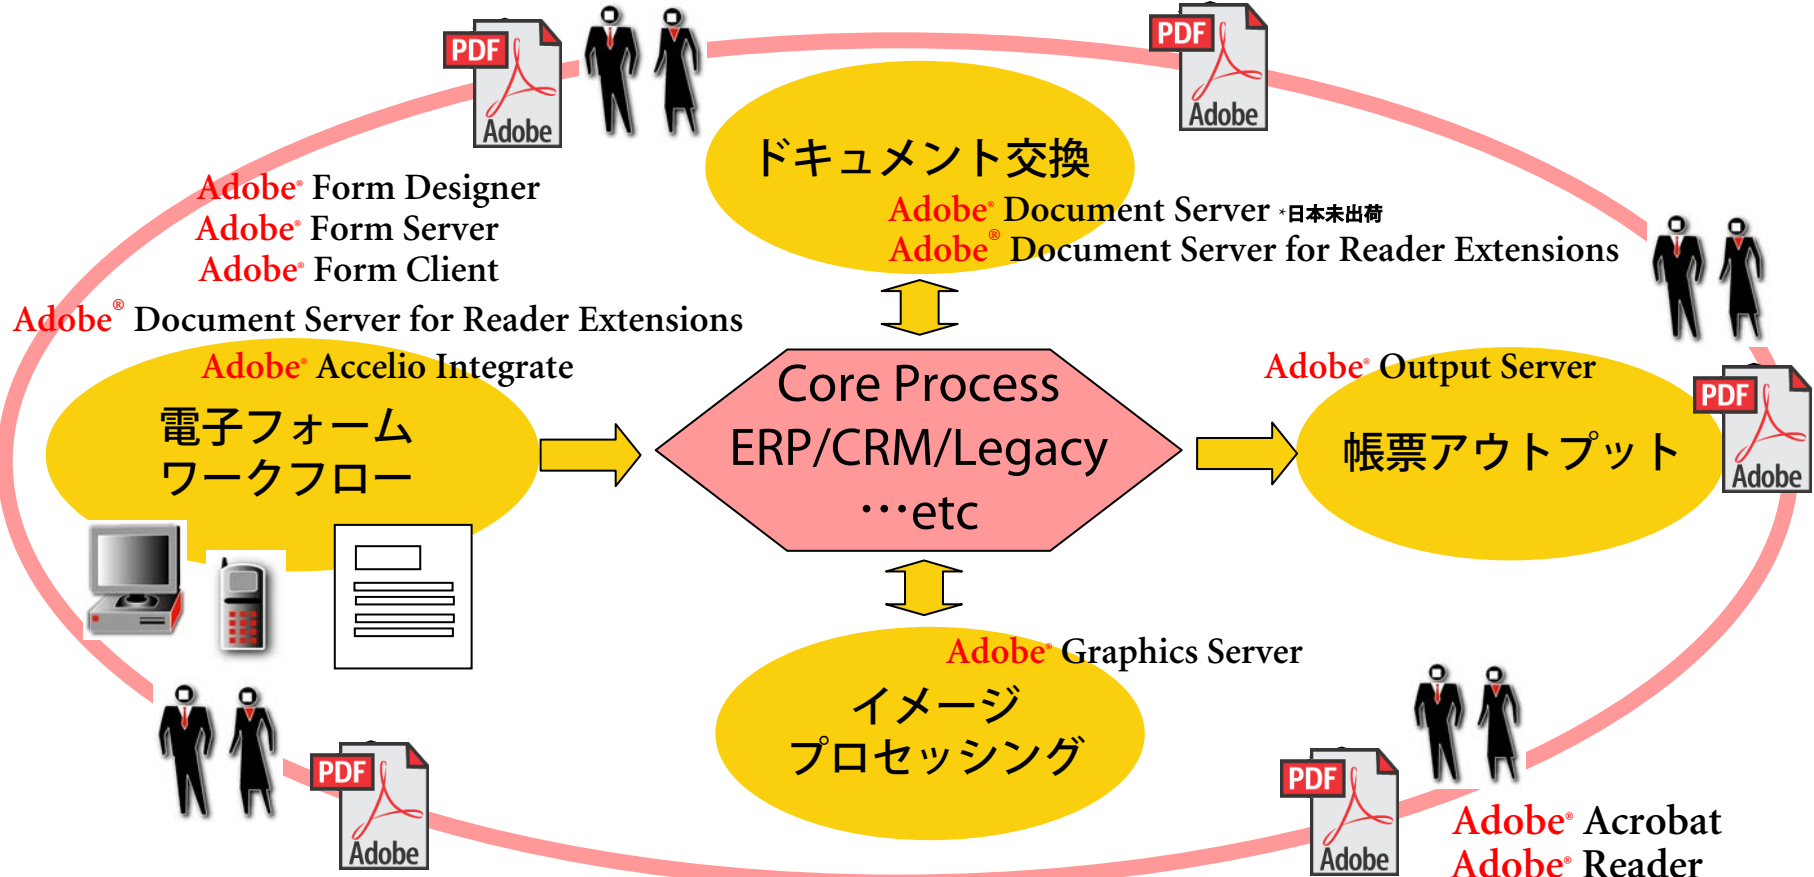 PDF
Adobe
PDF
Adobe
ドキュメント交換
Adobe® Form Designer
Adobe® Form Server
Adobe® Form Client
Adobe® Document Server *日本未出荷
Adobe® Document Server for Reader Extensions
Adobe® Document Server for Reader Extensions
Adobe® Accelio Integrate
電子フォーム
ワークフロー
Core Process
ERP/CRM/Legacy
…etc
Adobe® Output Server
帳票アウトプット
PDF
Adobe
Adobe® Graphics Server
イメージ
プロセッシング
PDF
Adobe
PDF
Adobe
Adobe® Acrobat
Adobe® Reader